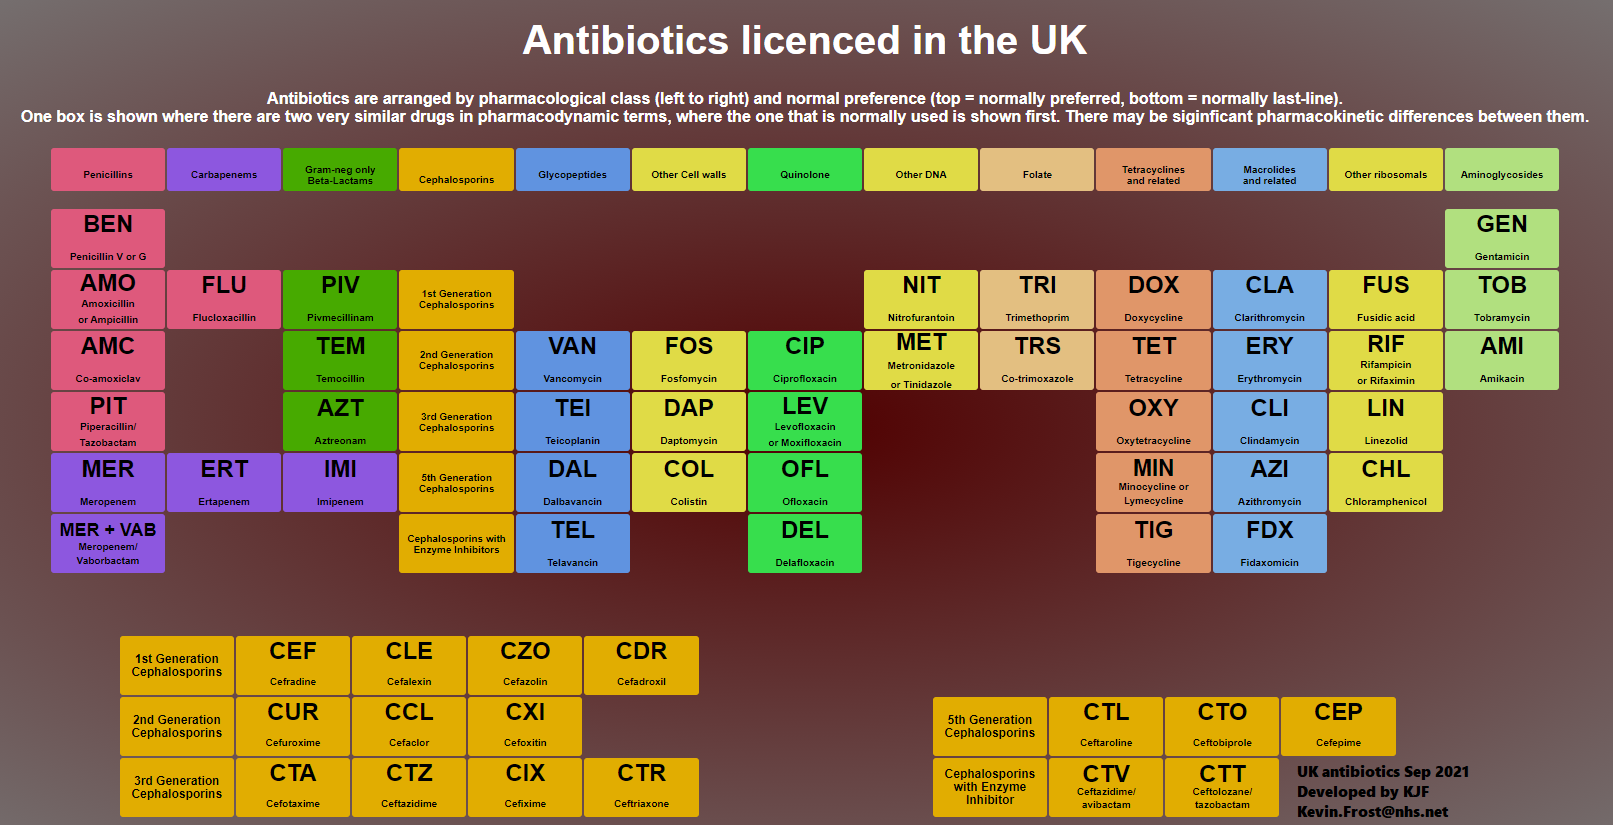 Antibiotics licenced in the UK
Antibiotics are arranged by pharmacological class (left to right) and normal preference (top = normally preferred, bottom = normally last-line).
One box is shown where there are two very similar drugs in pharmacodynamic terms, where the one that is normally used is shown first. There may be siginficant pharmacokinetic differences between them.
Penicillins
Carbapenems
Gram-neg only
Beta-Lactams
Cephalosporins
Glycopeptides
Other Cell walls
Quinolone
Other DNA
Folate
Tetracyclines
and related
Macrolides
and related
Other ribosomals
Aminoglycosides
BEN
Penicillin V or G
GEN
Gentamicin
AMO
Amoxicillin
or Ampicillin
FLU
Flucloxacillin
PIV
Pivmecillinam
1st Generation
Cephalosporins
NIT
Nitrofurantoin
TRI
Trimethoprim
DOX
Doxycycline
CLA
Clarithromycin
FUS
Fusidic acid
TOB
Tobramycin
AMC
Co-amoxiclav
TEM
Temocillin
2nd Generation
Cephalosporins
VAN
Vancomycin
FOS
Fosfomycin
CIP
Ciprofloxacin
MET
Metronidazole
or Tinidazole
TRS
Co-trimoxazole
TET
Tetracycline
ERY
Erythromycin
RIF
Rifampicin
or Rifaximin
AMI
Amikacin
PIT
Piperacillin/
Tazobactam
AZT
Aztreonam
3rd Generation
Cephalosporins
TEI
Teicoplanin
DAP
Daptomycin
LEV
Levofloxacin
or Moxifloxacin
OXY
Oxytetracycline
CLI
Clindamycin
LIN
Linezolid
MER
Meropenem
ERT
Ertapenem
IMI
Imipenem
5th Generation
Cephalosporins
DAL
Dalbavancin
COL
Colistin
OFL
Ofloxacin
MIN
Minocycline or
Lymecycline
AZI
Azithromycin
CHL
Chloramphenicol
MER + VAB
Meropenem/
Vaborbactam
Cephalosporins with
Enzyme Inhibitors
TEL
Telavancin
DEL
Delafloxacin
TIG
Tigecycline
FDX
Fidaxomicin
1st Generation
Cephalosporins
CEF
Cefradine
CLE
Cefalexin
CZO
Cefazolin
CDR
Cefadroxil
2nd Generation
Cephalosporins
CUR
Cefuroxime
CCL
Cefaclor
CXI
Cefoxitin
5th Generation
Cephalosporins
CTL
Ceftaroline
CTO
Ceftobiprole
CEP
Cefepime
3rd Generation
Cephalosporins
CTA
Cefotaxime
CTZ
Ceftazidime
CIX
Cefixime
CTR
Ceftriaxone
Cephalosporins
with Enzyme
Inhibitor
CTV
Ceftazidime/
avibactam
CTT
Ceftolozane/
tazobactam
UK antibiotics Sep 2021
Developed by KJF
Kevin.Frost@nhs.net